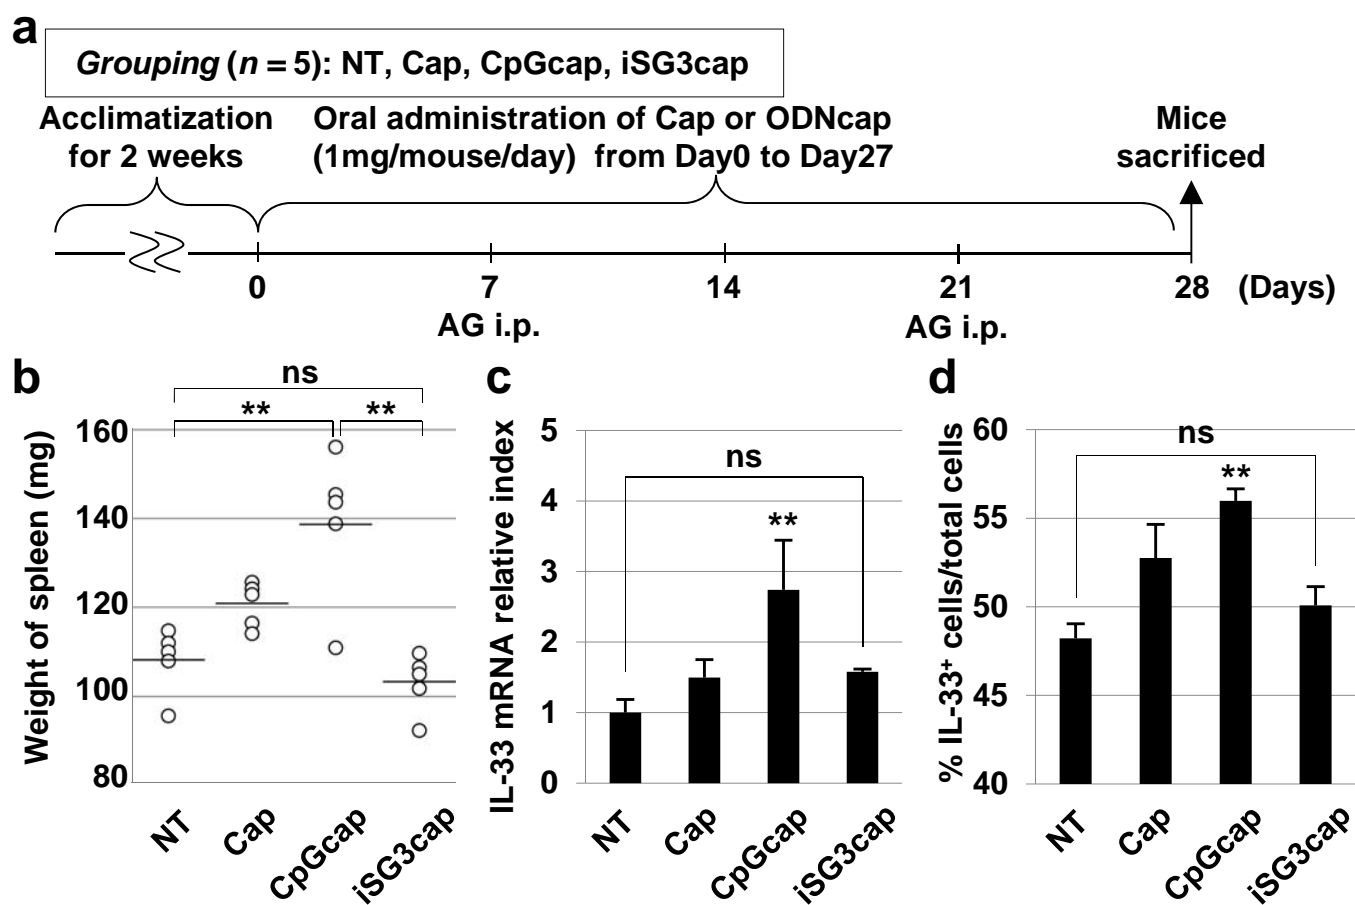 a
Grouping (n = 5): NT, Cap, CpGcap, iSG3cap
Acclimatization
for 2 weeks
Oral administration of Cap or ODNcap
(1mg/mouse/day) from Day0 to Day27
Mice
sacrificed
0 7 14 21 28 (Days)
AG i.p. AG i.p.
b
Weight of spleen (mg)
ns
** **
160
140
120
100
80
NT Cap CpGcap iSG3cap
c
IL-33 mRNA relative index
5
4
3
2
1
0
ns
**
NT Cap CpGcap iSG3cap
d
% IL-33⁺ cells/total cells
60
55
50
45
40
ns
**
NT Cap CpGcap iSG3cap